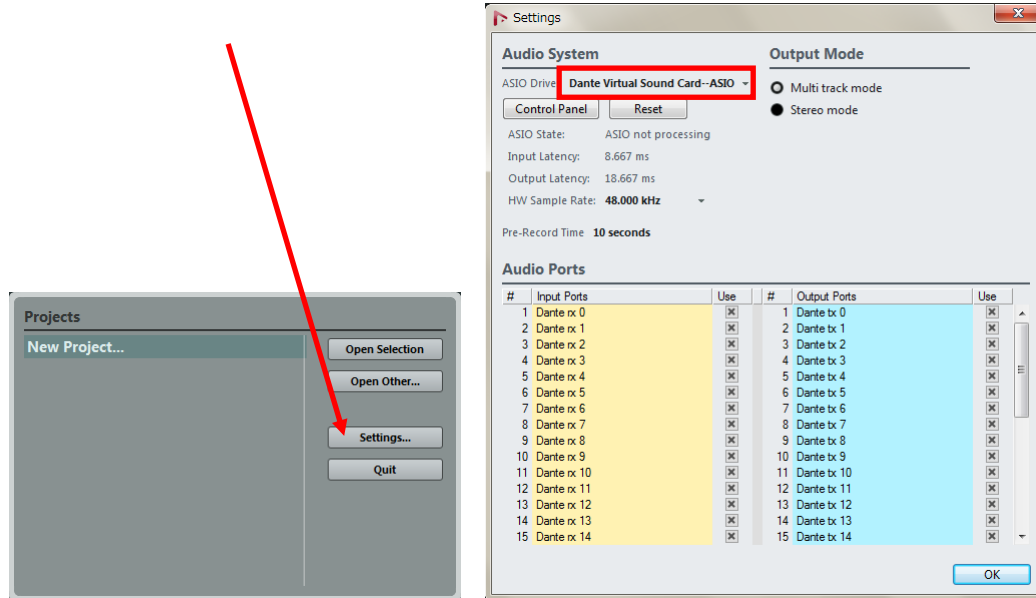 Projects
New Project...
Open Selection
Open Other...
Settings...
Quit
Settings
Audio System
ASIO Drive Dante Virtual Sound Card--ASIO
Control Panel Reset
ASIO State: ASIO not processing
Input Latency: 8.667 ms
Output Latency: 18.667 ms
HW Sample Rate: 48.000 kHz
Pre-Record Time 10 seconds
Output Mode
Multi track mode
Stereo mode
Audio Ports
# Input Ports Use # Output Ports Use
1 Dante rx 0 1 Dante tx 0
2 Dante rx 1 2 Dante tx 1
3 Dante rx 2 3 Dante tx 2
4 Dante rx 3 4 Dante tx 3
5 Dante rx 4 5 Dante tx 4
6 Dante rx 5 6 Dante tx 5
7 Dante rx 6 7 Dante tx 6
8 Dante rx 7 8 Dante tx 7
9 Dante rx 8 9 Dante tx 8
10 Dante rx 9 10 Dante tx 9
11 Dante rx 10 11 Dante tx 10
12 Dante rx 11 12 Dante tx 11
13 Dante rx 12 13 Dante tx 12
14 Dante rx 13 14 Dante tx 13
15 Dante rx 14 15 Dante tx 14
OK